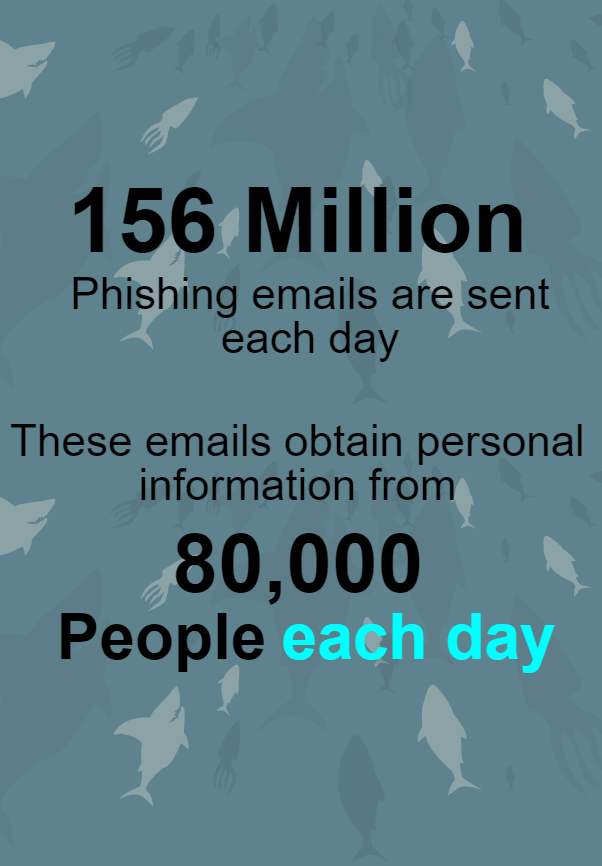 156 Million
Phishing emails are sent
each day
These emails obtain personal
information from
80,000
People each day